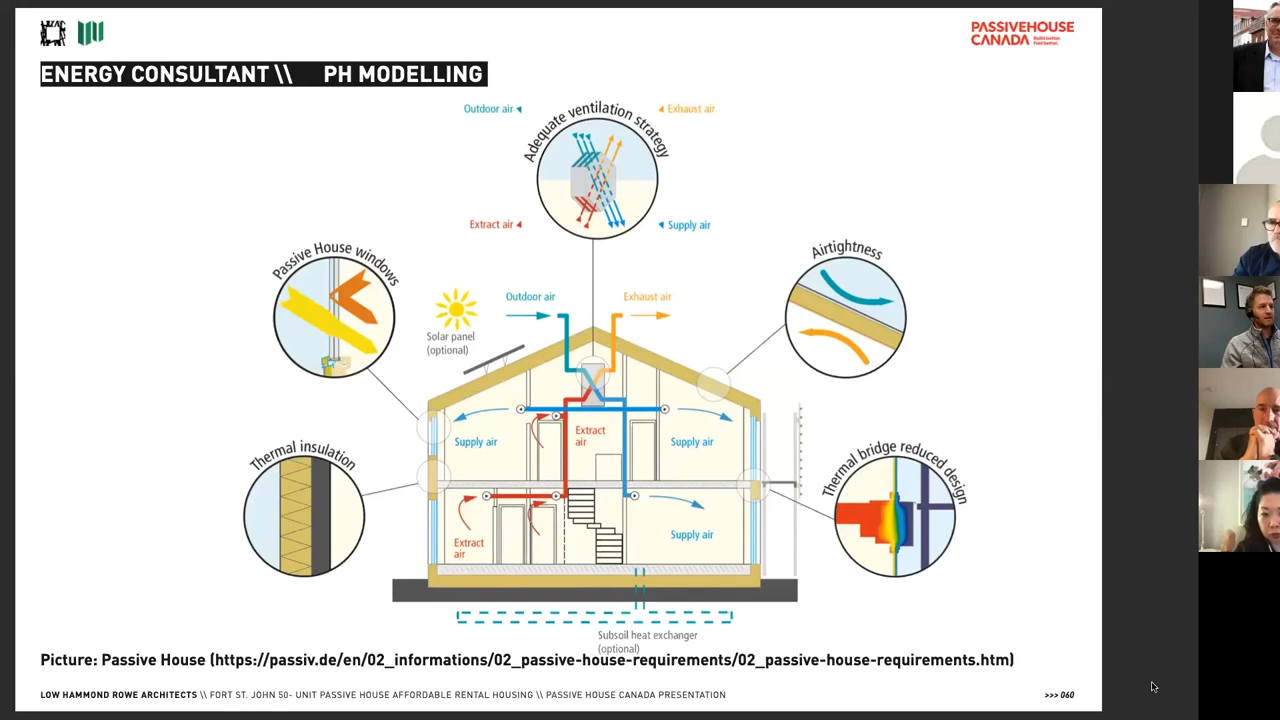 PASSIVEHOUSE
CANADA
Build better.
Feel better.
ENERGY CONSULTANT \\ PH MODELLING
Outdoor air
Exhaust air
Adequate ventilation strategy
Extract air
Supply air
Passive House windows
Airtightness
Solar panel
(optional)
Outdoor air
Exhaust air
Supply air
Extract
air
Supply air
Thermal insulation
Thermal bridge reduced design
Extract
air
Supply air
Subsoil heat exchanger
(optional)
Picture: Passive House (https://passiv.de/en/02_informations/02_passive-house-requirements/02_passive-house-requirements.htm)
LOW HAMMOND ROWE ARCHITECTS \\ FORT ST. JOHN 50- UNIT PASSIVE HOUSE AFFORDABLE RENTAL HOUSING \\ PASSIVE HOUSE CANADA PRESENTATION
>>> 060